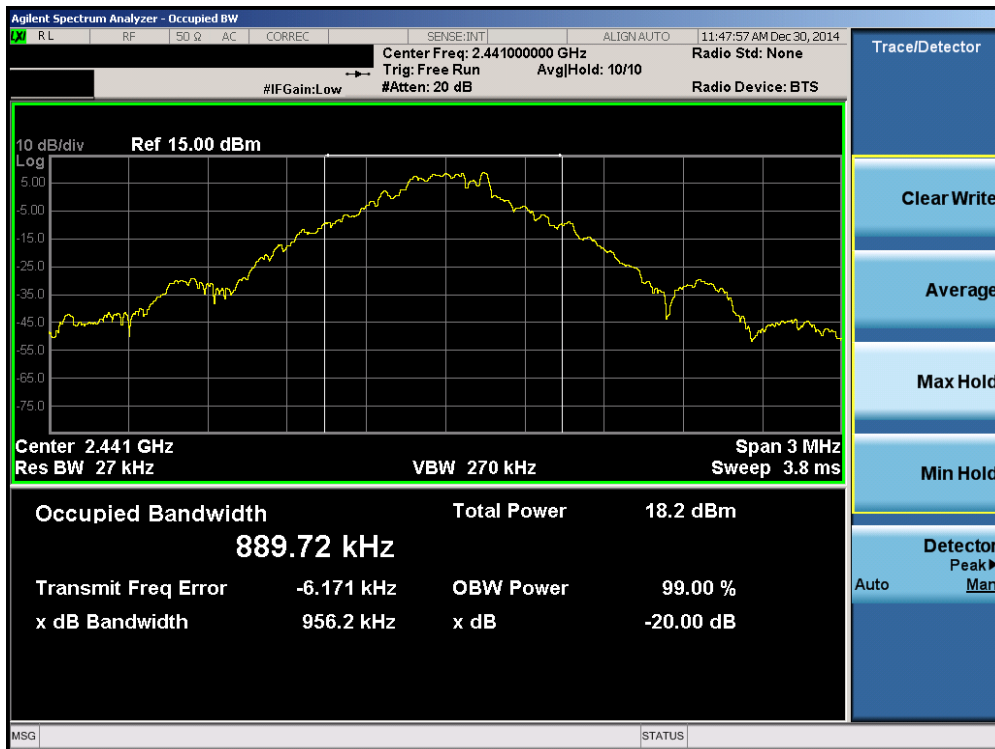 Agilent Spectrum Analyzer - Occupied BW
LXI RL RF 50 Ω AC CORREC SENSE:INT ALIGN AUTO 11:47:57 AM Dec 30, 2014
Center Freq: 2.441000000 GHz Radio Std: None
Trig: Free Run Avg|Hold: 10/10
#IFGain:Low #Atten: 20 dB Radio Device: BTS
10 dB/div Ref 15.00 dBm
Log
5.00
-5.00
-15.0
-25.0
-35.0
-45.0
-55.0
-65.0
-75.0
Center 2.441 GHz Span 3 MHz
Res BW 27 kHz VBW 270 kHz Sweep 3.8 ms
Occupied Bandwidth Total Power 18.2 dBm
889.72 kHz
Transmit Freq Error -6.171 kHz OBW Power 99.00 %
x dB Bandwidth 956.2 kHz x dB -20.00 dB
MSG STATUS
Trace/Detector
Clear Write
Average
Max Hold
Min Hold
Detector
Peak▶
Auto Man